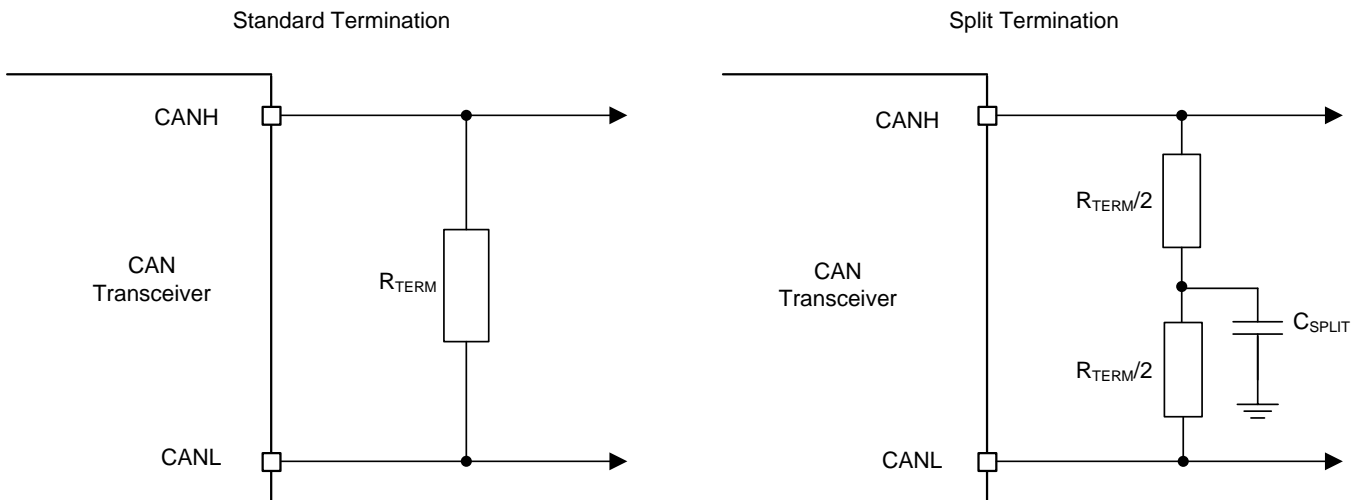 Standard Termination
CANH
CAN
Transceiver
RTERM
CANL
Split Termination
CANH
RTERM/2
CAN
Transceiver
CSPLIT
RTERM/2
CANL